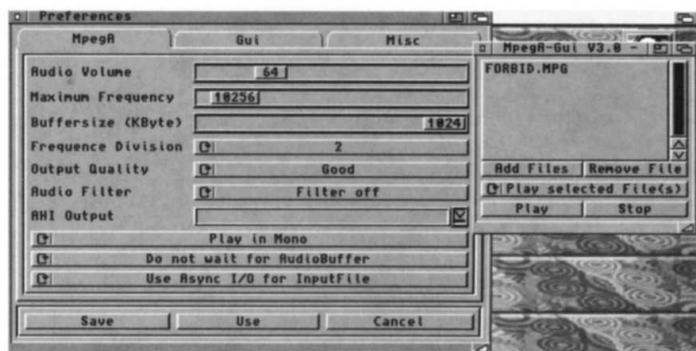 Preferences
MpegA
Gui
Misc
Audio Volume
64
Maximum Frequency
10256
Buffersize (KByte)
1024
Frequence Division
2
Output Quality
Good
Audio Filter
Filter off
AHI Output
Play in Mono
Do not wait for AudioBuffer
Use Async I/O for InputFile
Save
Use
Cancel
MpegA-Gui V3.0 -
FORBID.MPG
Add Files
Remove File
Play selected File(s)
Play
Stop